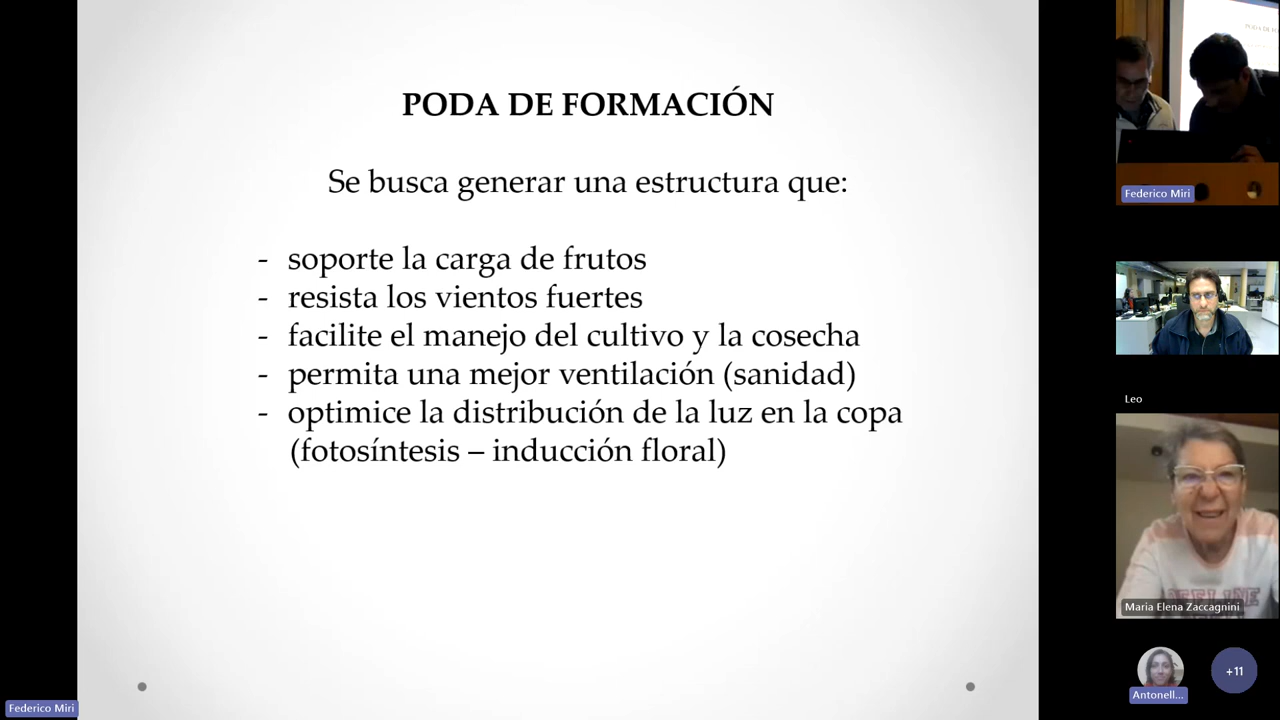 PODA DE FORMACIÓN
Se busca generar una estructura que:
- soporte la carga de frutos
- resista los vientos fuertes
- facilite el manejo del cultivo y la cosecha
- permita una mejor ventilación (sanidad)
- optimice la distribución de la luz en la copa
(fotosíntesis – inducción floral)
Federico Miri
Federico Miri
Leo
Maria Elena Zaccagnini
Antonell...
+11